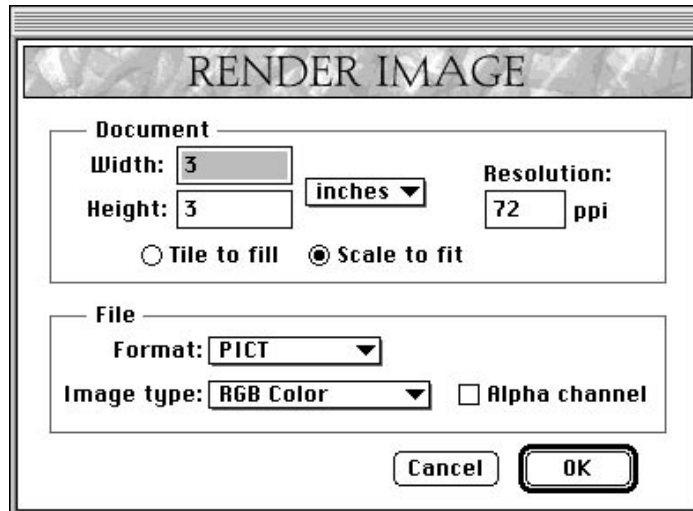 RENDER IMAGE
Document
Width: 3
inches
Height: 3
Resolution:
72 ppi
Tile to fill Scale to fit
File
Format: PICT
Image type: RGB Color Alpha channel
Cancel OK